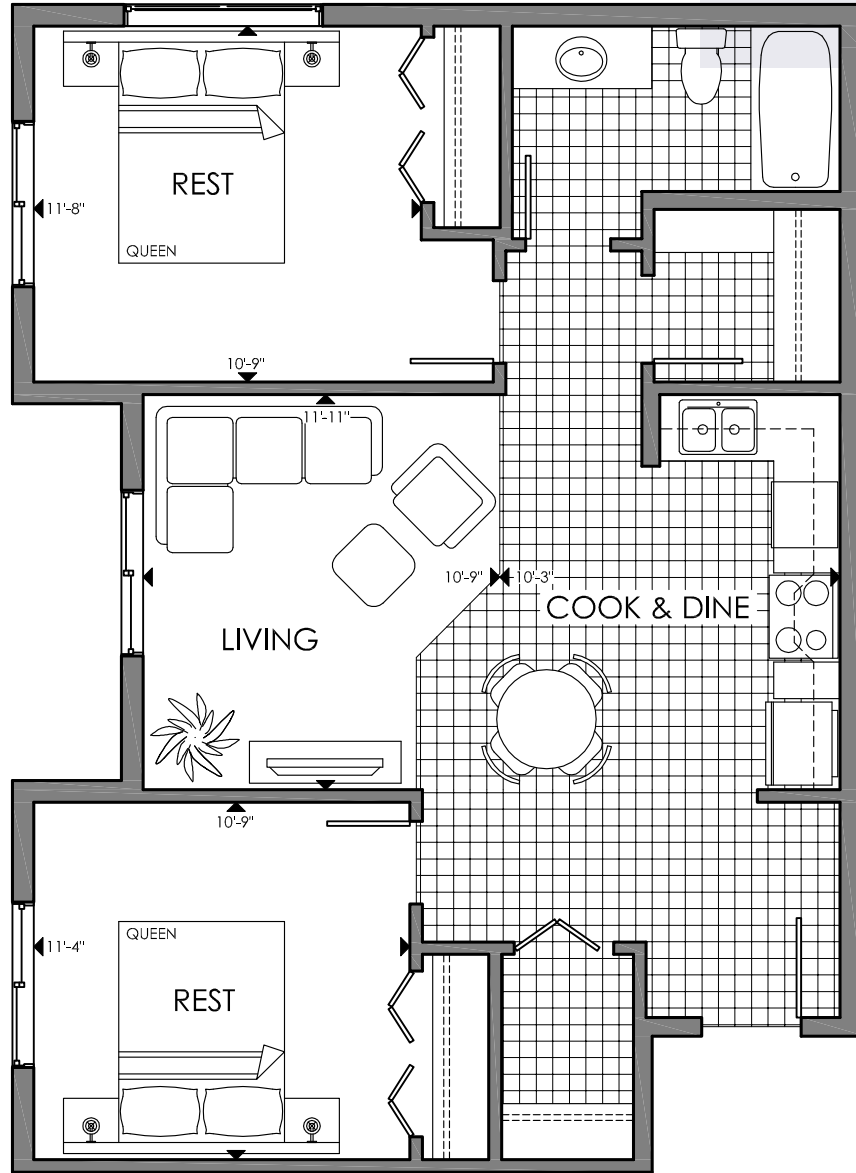 REST
11'-8"
QUEEN
10'-9"
11'-11"
10'-9"
10'-3"
COOK & DINE
LIVING
10'-9"
QUEEN
11'-4"
REST